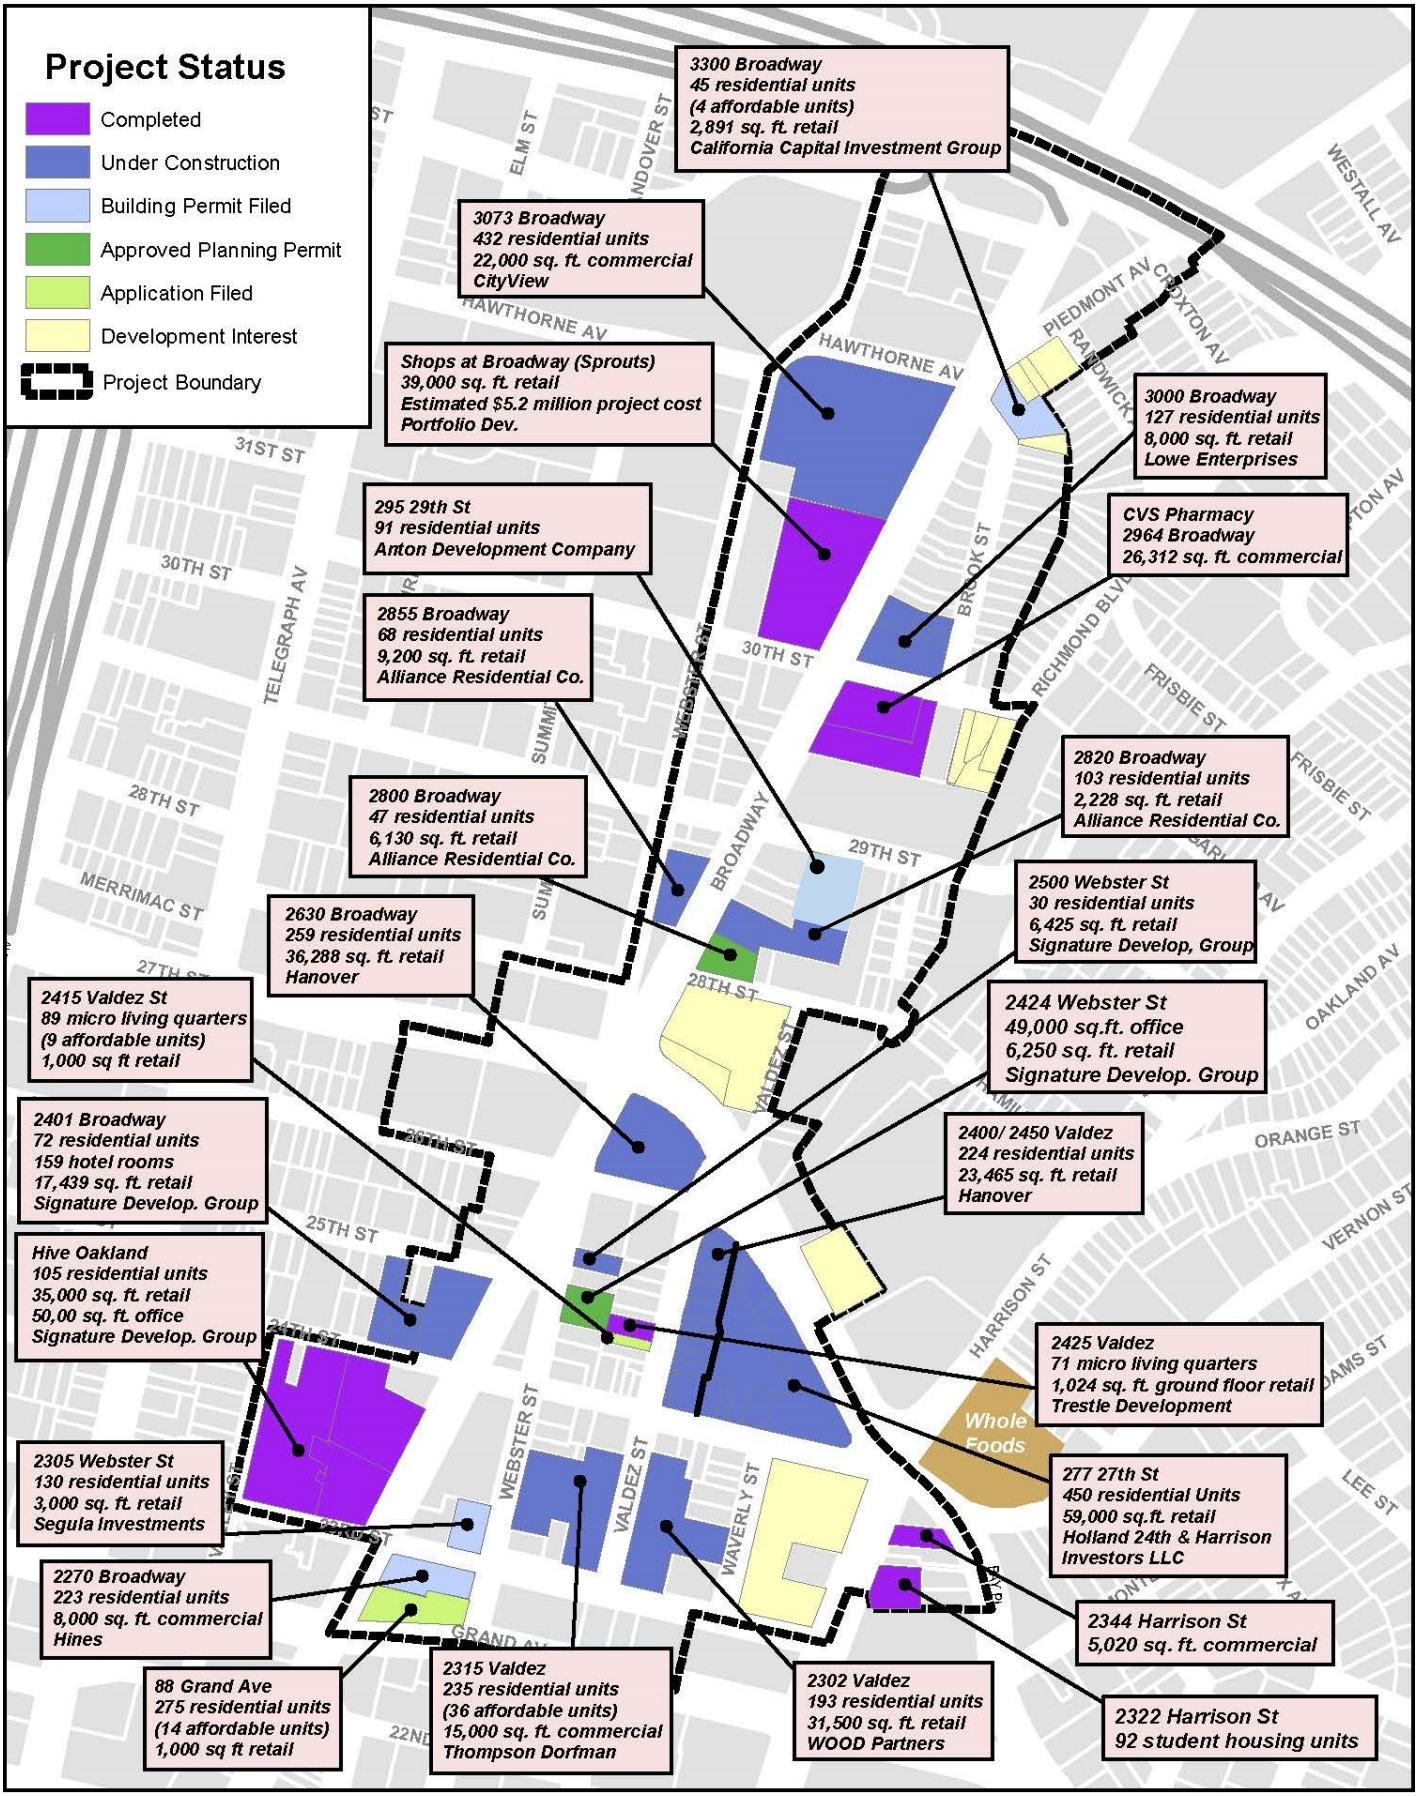 Project Status
Completed
Under Construction
Building Permit Filed
Approved Planning Permit
Application Filed
Development Interest
Project Boundary
3300 Broadway
45 residential units
(4 affordable units)
2,891 sq. ft. retail
California Capital Investment Group
3073 Broadway
432 residential units
22,000 sq. ft. commercial
CityView
Shops at Broadway (Sprouts)
39,000 sq. ft. retail
Estimated $5.2 million project cost
Portfolio Dev.
3000 Broadway
127 residential units
8,000 sq. ft. retail
Lowe Enterprises
295 29th St
91 residential units
Anton Development Company
CVS Pharmacy
2964 Broadway
26,312 sq. ft. commercial
2855 Broadway
68 residential units
9,200 sq. ft. retail
Alliance Residential Co.
2820 Broadway
103 residential units
2,228 sq. ft. retail
Alliance Residential Co.
2800 Broadway
47 residential units
6,130 sq. ft. retail
Alliance Residential Co.
2500 Webster St
30 residential units
6,425 sq. ft. retail
Signature Develop, Group
2630 Broadway
259 residential units
36,288 sq. ft. retail
Hanover
2415 Valdez St
89 micro living quarters
(9 affordable units)
1,000 sq ft retail
2424 Webster St
49,000 sq.ft. office
6,250 sq. ft. retail
Signature Develop. Group
2401 Broadway
72 residential units
159 hotel rooms
17,439 sq. ft. retail
Signature Develop. Group
2400/ 2450 Valdez
224 residential units
23,465 sq. ft. retail
Hanover
Hive Oakland
105 residential units
35,000 sq. ft. retail
50,00 sq. ft. office
Signature Develop. Group
2425 Valdez
71 micro living quarters
1,024 sq. ft. ground floor retail
Trestle Development
Whole
Foods
2305 Webster St
130 residential units
3,000 sq. ft. retail
Segula Investments
277 27th St
450 residential Units
59,000 sq.ft. retail
Holland 24th & Harrison
Investors LLC
2270 Broadway
223 residential units
8,000 sq. ft. commercial
Hines
2344 Harrison St
5,020 sq. ft. commercial
88 Grand Ave
275 residential units
(14 affordable units)
1,000 sq ft retail
2315 Valdez
235 residential units
(36 affordable units)
15,000 sq. ft. commercial
Thompson Dorfman
2302 Valdez
193 residential units
31,500 sq. ft. retail
WOOD Partners
2322 Harrison St
92 student housing units
ST
ELM ST
ANDOVER ST
WESTALL AV
PIEDMONT AV
CROXTON AV
RANDWICK
HAWTHORNE AV
HAWTHORNE AV
31ST ST
30TH ST
30TH ST
TELEGRAPH AV
WEBSTER ST
BROOK ST
RICHMOND BLVD
FRISBIE ST
FRISBIE ST
28TH ST
BROADWAY
29TH ST
MERRIMAC ST
27TH ST
28TH ST
VALDEZ ST
OAKLAND AV
26TH ST
ORANGE ST
VERNON ST
25TH ST
HARRISON ST
24TH ST
WEBSTER ST
VALDEZ ST
WAVERLY ST
23RD ST
LEE ST
GRAND AV
BAY PL
22ND